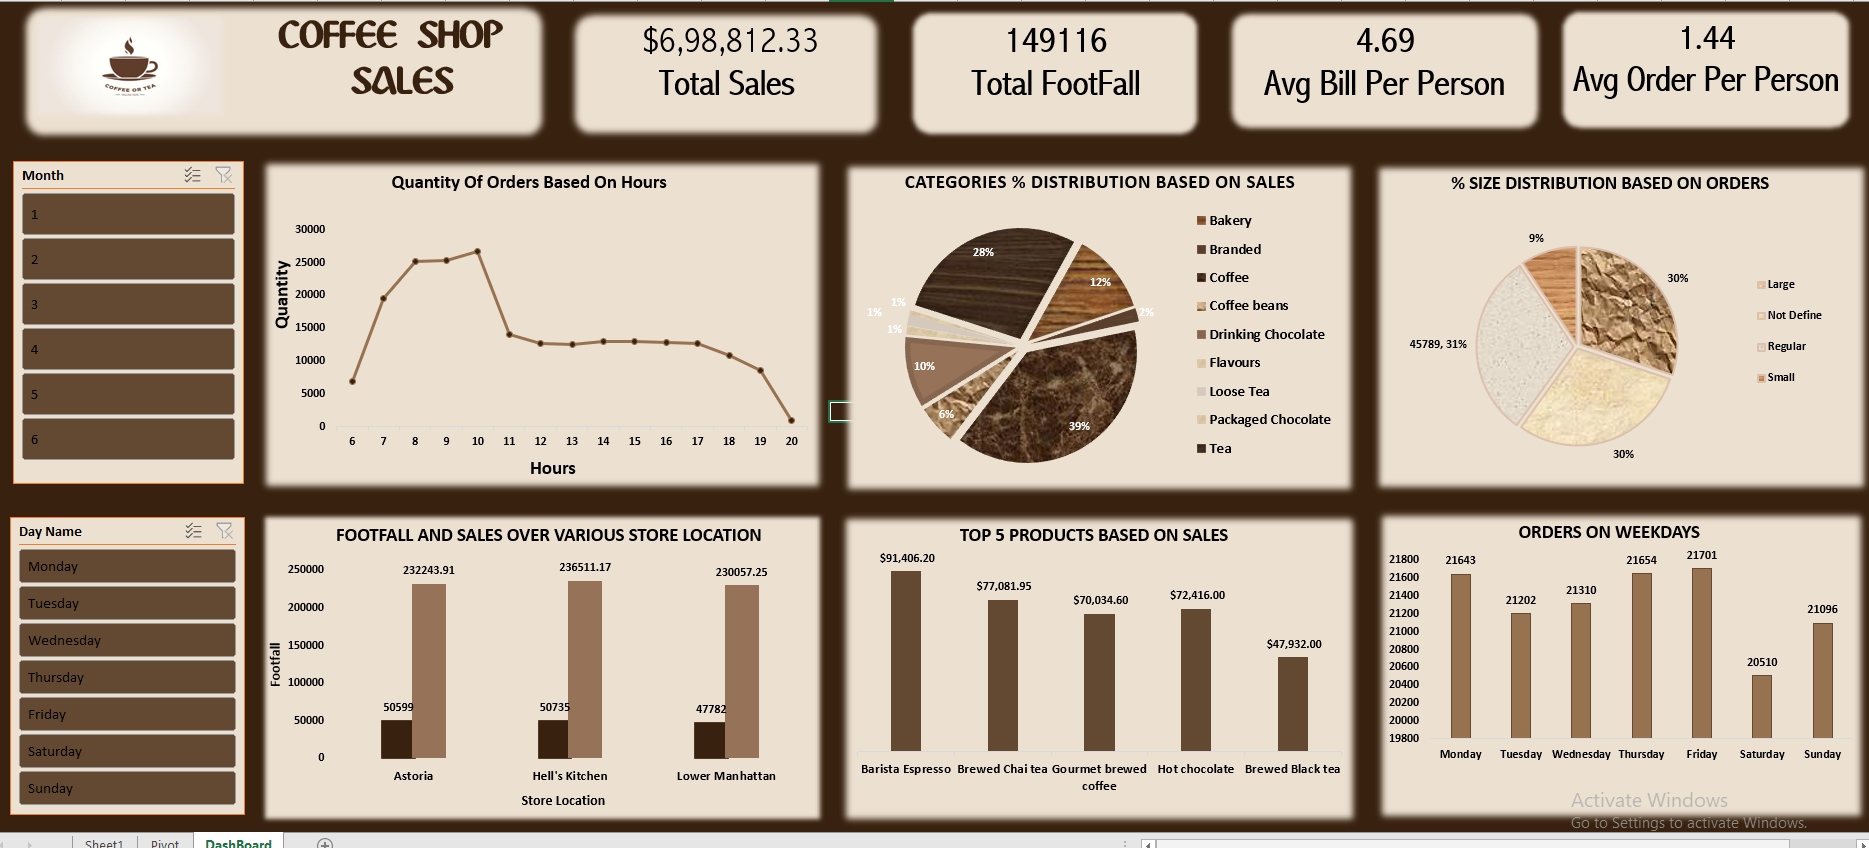 COFFEE SHOP
SALES
COFFEE OR TEA
$6,98,812.33
Total Sales
149116
Total FootFall
4.69
Avg Bill Per Person
1.44
Avg Order Per Person
Month
1
2
3
4
5
6
Quantity Of Orders Based On Hours
Quantity
30000
25000
20000
15000
10000
5000
0
6 7 8 9 10 11 12 13 14 15 16 17 18 19 20
Hours
CATEGORIES % DISTRIBUTION BASED ON SALES
28%
12%
2%
39%
6%
10%
1%
1%
1%
Bakery
Branded
Coffee
Coffee beans
Drinking Chocolate
Flavours
Loose Tea
Packaged Chocolate
Tea
% SIZE DISTRIBUTION BASED ON ORDERS
9%
30%
45789, 31%
30%
Large
Not Define
Regular
Small
Day Name
Monday
Tuesday
Wednesday
Thursday
Friday
Saturday
Sunday
FOOTFALL AND SALES OVER VARIOUS STORE LOCATION
Footfall
250000
200000
150000
100000
50000
0
232243.91
236511.17
230057.25
50599
50735
47782
Astoria Hell's Kitchen Lower Manhattan
Store Location
TOP 5 PRODUCTS BASED ON SALES
$91,406.20
$77,081.95
$70,034.60
$72,416.00
$47,932.00
Barista Espresso Brewed Chai tea Gourmet brewed Hot chocolate Brewed Black tea
coffee
ORDERS ON WEEKDAYS
21800
21600
21400
21200
21000
20800
20600
20400
20200
20000
19800
21643
21202
21310
21654
21701
20510
21096
Monday Tuesday Wednesday Thursday Friday Saturday Sunday
Activate Windows
Go to Settings to activate Windows.
Sheet1 Pivot DashBoard